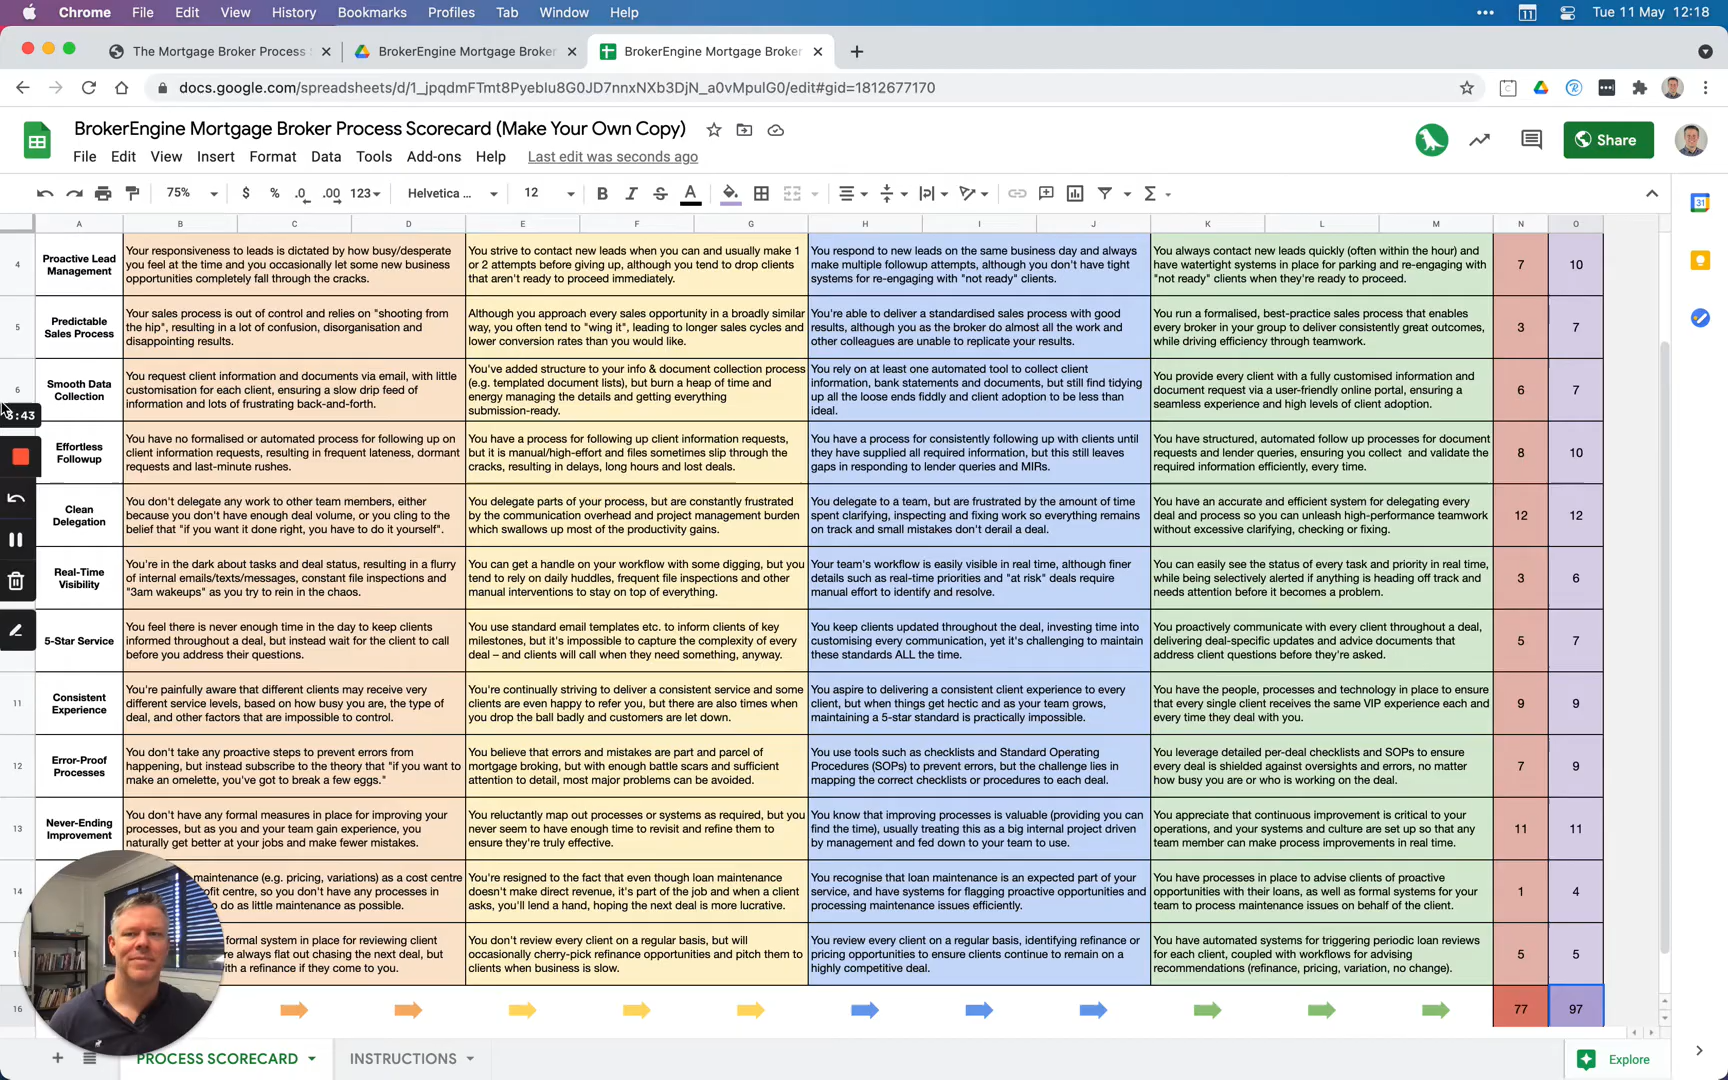 Chrome File Edit View History Bookmarks Profiles Tab Window Help
11 Tue 11 May 12:18
The Mortgage Broker Process
BrokerEngine Mortgage Broker
BrokerEngine Mortgage Broker
docs.google.com/spreadsheets/d/1_jpqdmFTmt8PyebIu8G0JD7nnxNXb3DjN_a0vMpuIG0/edit#gid=1812677170
BrokerEngine Mortgage Broker Process Scorecard (Make Your Own Copy)
Share
File Edit View Insert Format Data Tools Add-ons Help Last edit was seconds ago
75% $ % .0 .00 123 Helvetica ... 12 B I S A
31
A B C D E F G H I J K L M N O
4
Proactive Lead
Management
Your responsiveness to leads is dictated by how busy/desperate
you feel at the time and you occasionally let some new business
opportunities completely fall through the cracks.
You strive to contact new leads when you can and usually make 1
or 2 attempts before giving up, although you tend to drop clients
that aren't ready to proceed immediately.
You respond to new leads on the same business day and always
make multiple followup attempts, although you don't have tight
systems for re-engaging with "not ready" clients.
You always contact new leads quickly (often within the hour) and
have watertight systems in place for parking and re-engaging with
"not ready" clients when they're ready to proceed.
7
10
5
Predictable
Sales Process
Your sales process is out of control and relies on "shooting from
the hip", resulting in a lot of confusion, disorganisation and
disappointing results.
Although you approach every sales opportunity in a broadly similar
way, you often tend to "wing it", leading to longer sales cycles and
lower conversion rates than you would like.
You're able to deliver a standardised sales process with good
results, although you as the broker do almost all the work and
other colleagues are unable to replicate your results.
You run a formalised, best-practice sales process that enables
every broker in your group to deliver consistently great outcomes,
while driving efficiency through teamwork.
3
7
6
Smooth Data
Collection
You request client information and documents via email, with little
customisation for each client, ensuring a slow drip feed of
information and lots of frustrating back-and-forth.
You've added structure to your info & document collection process
(e.g. templated document lists), but burn a heap of time and
energy managing the details and getting everything
submission-ready.
You rely on at least one automated tool to collect client
information, bank statements and documents, but still find tidying
up all the loose ends fiddly and client adoption to be less than
ideal.
You provide every client with a fully customised information and
document request via a user-friendly online portal, ensuring a
seamless experience and high levels of client adoption.
6
7
3:43
Effortless
Followup
You have no formalised or automated process for following up on
client information requests, resulting in frequent lateness, dormant
requests and last-minute rushes.
You have a process for following up client information requests,
but it is manual/high-effort and files sometimes slip through the
cracks, resulting in delays, long hours and lost deals.
You have a process for consistently following up with clients until
they have supplied all required information, but this still leaves
gaps in responding to lender queries and MIRs.
You have structured, automated follow up processes for document
requests and lender queries, ensuring you collect and validate the
required information efficiently, every time.
8
10
Clean
Delegation
You don't delegate any work to other team members, either
because you don't have enough deal volume, or you cling to the
belief that "if you want it done right, you have to do it yourself".
You delegate parts of your process, but are constantly frustrated
by the communication overhead and project management burden
which swallows up most of the productivity gains.
You delegate to a team, but are frustrated by the amount of time
spent clarifying, inspecting and fixing work so everything remains
on track and small mistakes don't derail a deal.
You have an accurate and efficient system for delegating every
deal and process so you can unleash high-performance teamwork
without excessive clarifying, checking or fixing.
12
12
Real-Time
Visibility
You're in the dark about tasks and deal status, resulting in a flurry
of internal emails/texts/messages, constant file inspections and
"3am wakeups" as you try to rein in the chaos.
You can get a handle on your workflow with some digging, but you
tend to rely on daily huddles, frequent file inspections and other
manual interventions to stay on top of everything.
Your team's workflow is easily visible in real time, although finer
details such as real-time priorities and "at risk" deals require
manual effort to identify and resolve.
You can easily see the status of every task and priority in real time,
while being selectively alerted if anything is heading off track and
needs attention before it becomes a problem.
3
6
5-Star Service
You feel there is never enough time in the day to keep clients
informed throughout a deal, but instead wait for the client to call
before you address their questions.
You use standard email templates etc. to inform clients of key
milestones, but it's impossible to capture the complexity of every
deal – and clients will call when they need something, anyway.
You keep clients updated throughout the deal, investing time into
customising every communication, yet it's challenging to maintain
these standards ALL the time.
You proactively communicate with every client throughout a deal,
delivering deal-specific updates and advice documents that
address client questions before they're asked.
5
7
11
Consistent
Experience
You're painfully aware that different clients may receive very
different service levels, based on how busy you are, the type of
deal, and other factors that are impossible to control.
You're continually striving to deliver a consistent service and some
clients are even happy to refer you, but there are also times when
you drop the ball badly and customers are let down.
You aspire to delivering a consistent client experience to every
client, but when things get hectic and as your team grows,
maintaining a 5-star standard is practically impossible.
You have the people, processes and technology in place to ensure
that every single client receives the same VIP experience each and
every time they deal with you.
9
9
12
Error-Proof
Processes
You don't take any proactive steps to prevent errors from
happening, but instead subscribe to the theory that "if you want to
make an omelette, you've got to break a few eggs."
You believe that errors and mistakes are part and parcel of
mortgage broking, but with enough battle scars and sufficient
attention to detail, most major problems can be avoided.
You use tools such as checklists and Standard Operating
Procedures (SOPs) to prevent errors, but the challenge lies in
mapping the correct checklists or procedures to each deal.
You leverage detailed per-deal checklists and SOPs to ensure
every deal is shielded against oversights and errors, no matter
how busy you are or who is working on the deal.
7
9
13
Never-Ending
Improvement
You don't have any formal measures in place for improving your
processes, but as you and your team gain experience, you
naturally get better at your jobs and make fewer mistakes.
You reluctantly map out processes or systems as required, but you
never seem to have enough time to revisit and refine them to
ensure they're truly effective.
You know that improving processes is valuable (providing you can
find the time), usually treating this as a big internal project driven
by management and fed down to your team to use.
You appreciate that continuous improvement is critical to your
operations, and your systems and culture are set up so that any
team member can make process improvements in real time.
11
11
14
maintenance (e.g. pricing, variations) as a cost centre
ofit centre, so you don't have any processes in
o do as little maintenance as possible.
You're resigned to the fact that even though loan maintenance
doesn't make direct revenue, it's part of the job and when a client
asks, you'll lend a hand, hoping the next deal is more lucrative.
You recognise that loan maintenance is an expected part of your
service, and have systems for flagging proactive opportunities and
processing maintenance issues efficiently.
You have processes in place to advise clients of proactive
opportunities with their loans, as well as formal systems for your
team to process maintenance issues on behalf of the client.
1
4
formal system in place for reviewing client
re always flat out chasing the next deal, but
ith a refinance if they come to you.
You don't review every client on a regular basis, but will
occasionally cherry-pick refinance opportunities and pitch them to
clients when business is slow.
You review every client on a regular basis, identifying refinance or
pricing opportunities to ensure clients continue to remain on a
highly competitive deal.
You have automated systems for triggering periodic loan reviews
for each client, coupled with workflows for advising
recommendations (refinance, pricing, variation, no change).
5
5
16
77
97
PROCESS SCORECARD INSTRUCTIONS
Explore